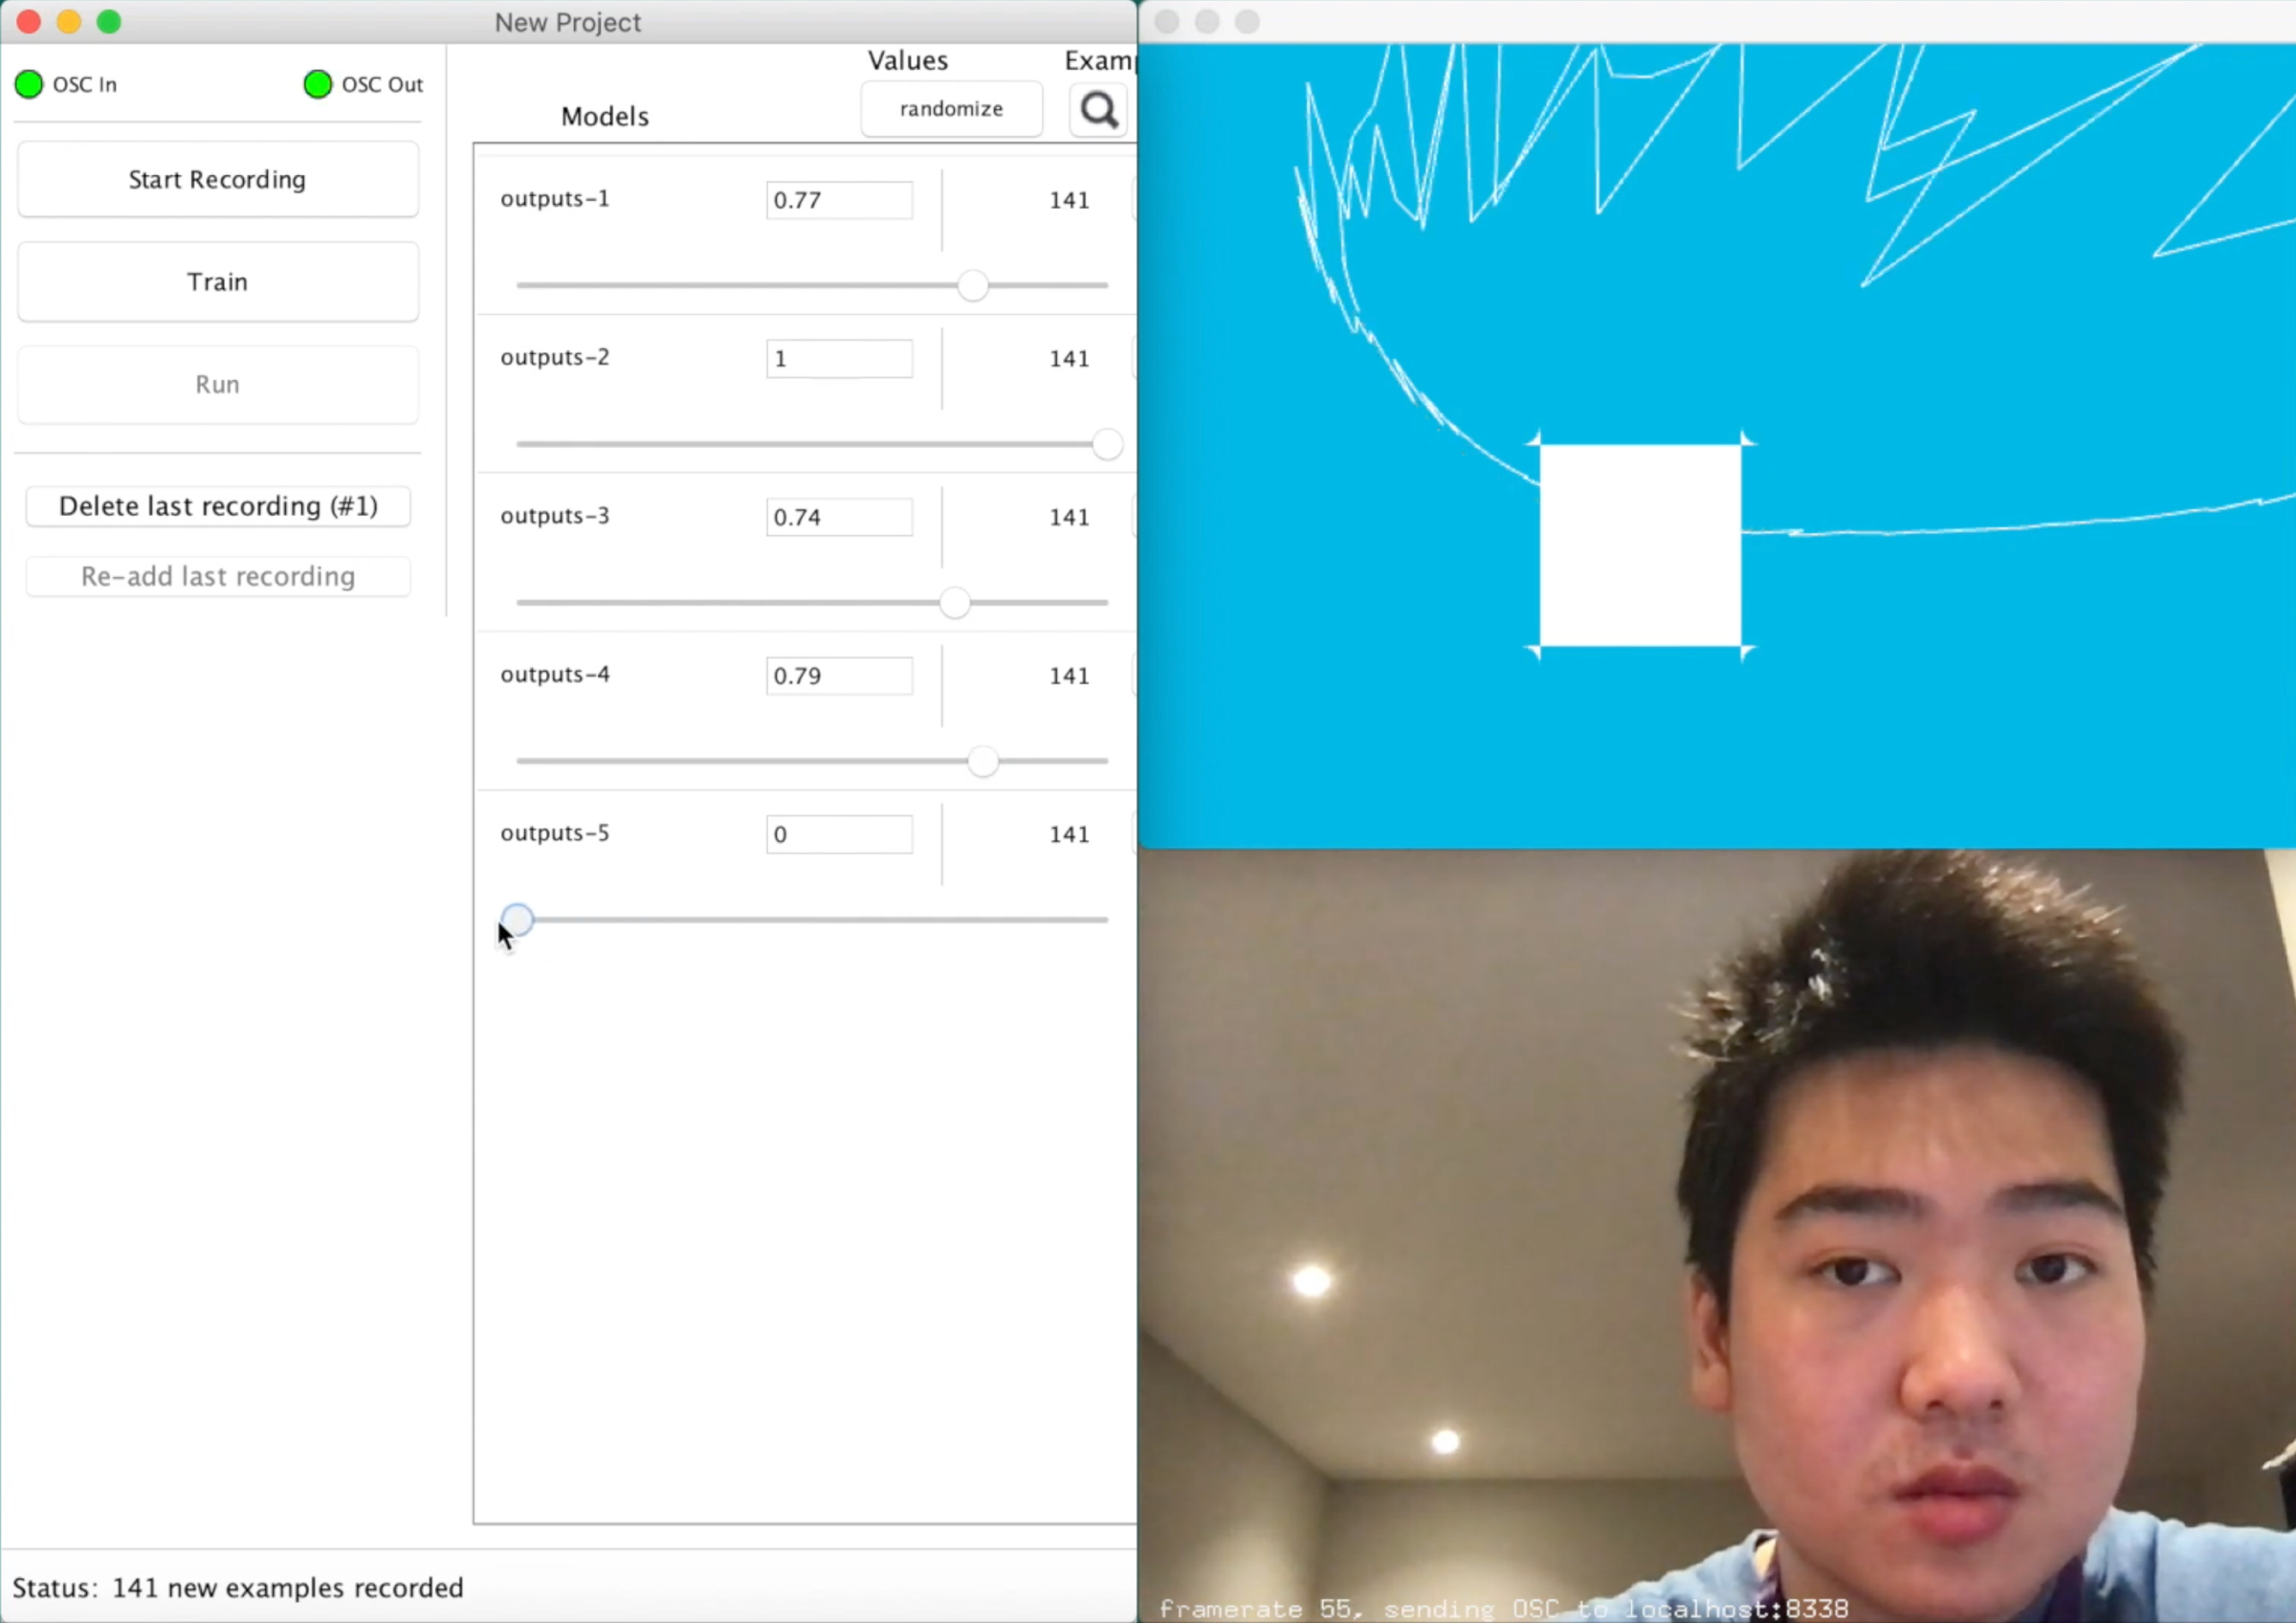 New Project
OSC In
OSC Out
Start Recording
Train
Run
Delete last recording (#1)
Re-add last recording
Values
Models
randomize
outputs-1
0.77
141
outputs-2
1
141
outputs-3
0.74
141
outputs-4
0.79
141
outputs-5
0
141
Status: 141 new examples recorded
framerate 55, sending OSC to localhost:8338